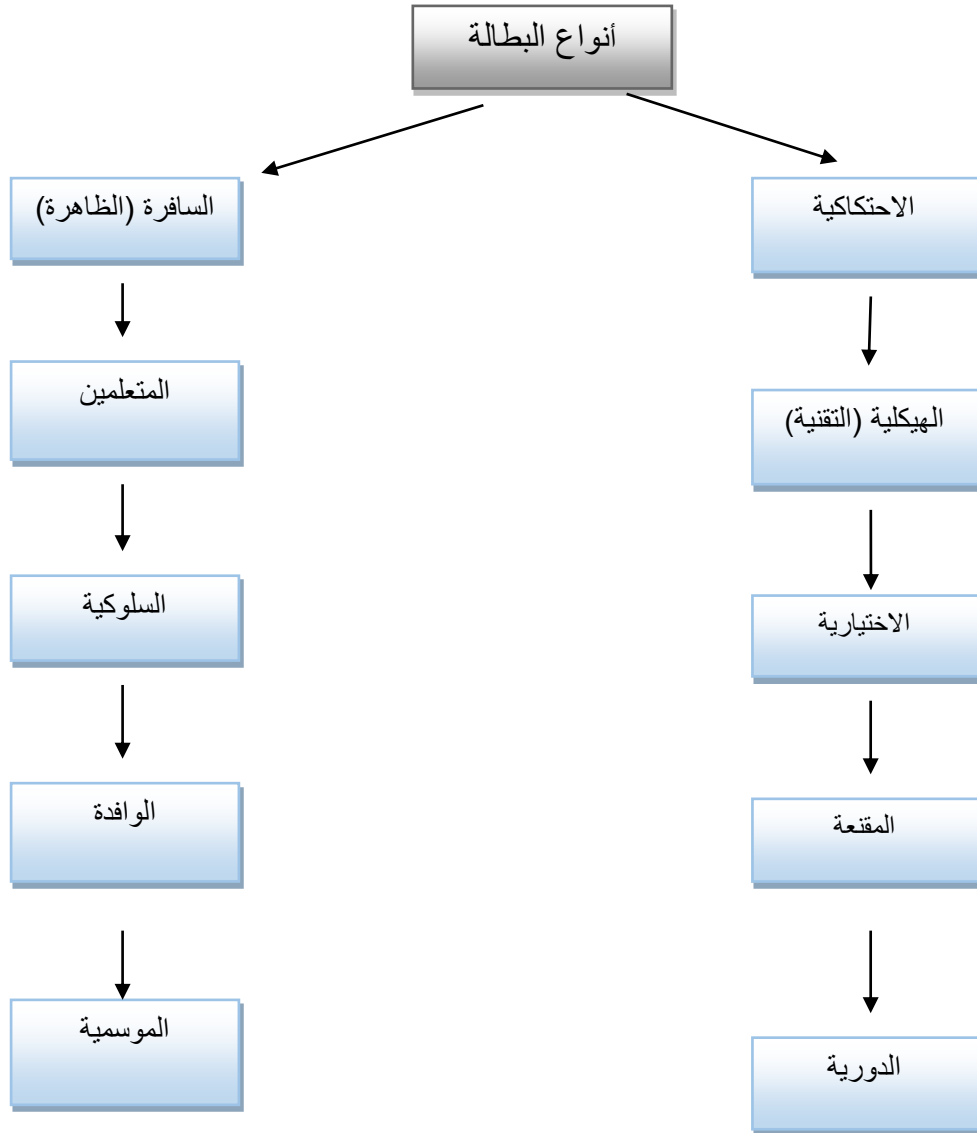 أنواع البطالة
الاحتكاكية
الهيكلية (التقنية)
الاختيارية
المقنعة
الدورية
السافرة (الظاهرة)
المتعلمين
السلوكية
الوافدة
الموسمية